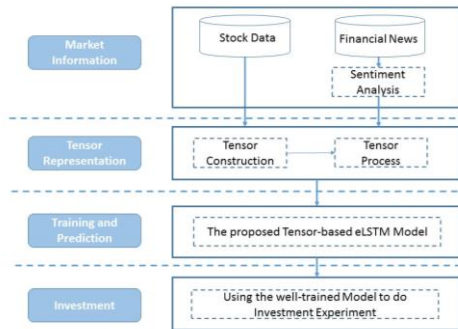 Market
Information
Stock Data
Financial News
Sentiment
Analysis
Tensor
Representation
Tensor
Construction
Tensor
Process
Training and
Prediction
The proposed Tensor-based eLSTM Model
Investment
Using the well-trained Model to do
Investment Experiment